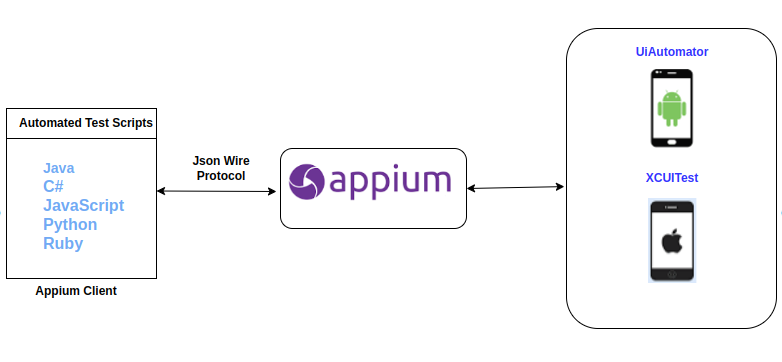 UiAutomator
Automated Test Scripts
Java
C#
JavaScript
Python
Ruby
Appium Client
Json Wire
Protocol
appium
XCUITest